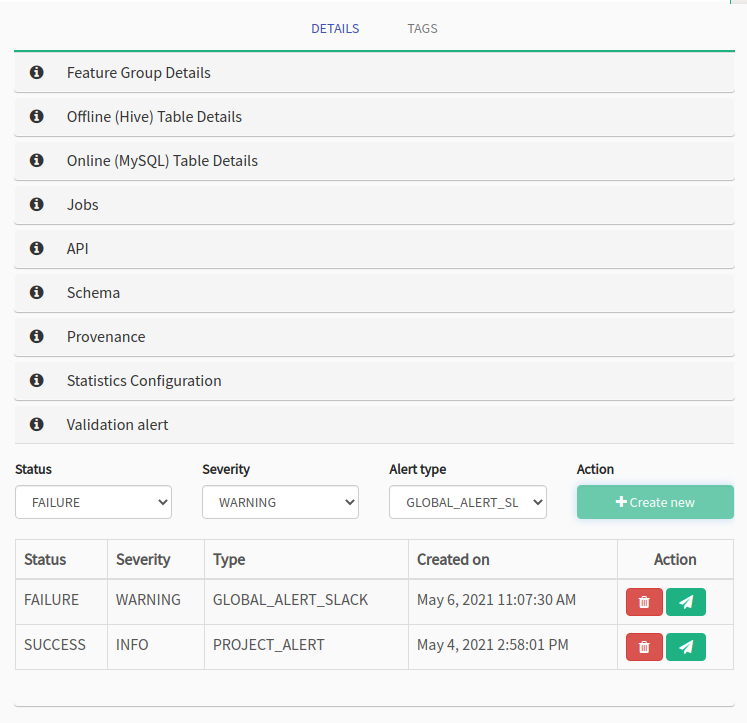 DETAILS TAGS
Feature Group Details
Offline (Hive) Table Details
Online (MySQL) Table Details
Jobs
API
Schema
Provenance
Statistics Configuration
Validation alert
Status Severity Alert type Action
FAILURE WARNING GLOBAL_ALERT_SL Create new
Status Severity Type Created on Action
FAILURE WARNING GLOBAL_ALERT_SLACK May 6, 2021 11:07:30 AM
SUCCESS INFO PROJECT_ALERT May 4, 2021 2:58:01 PM